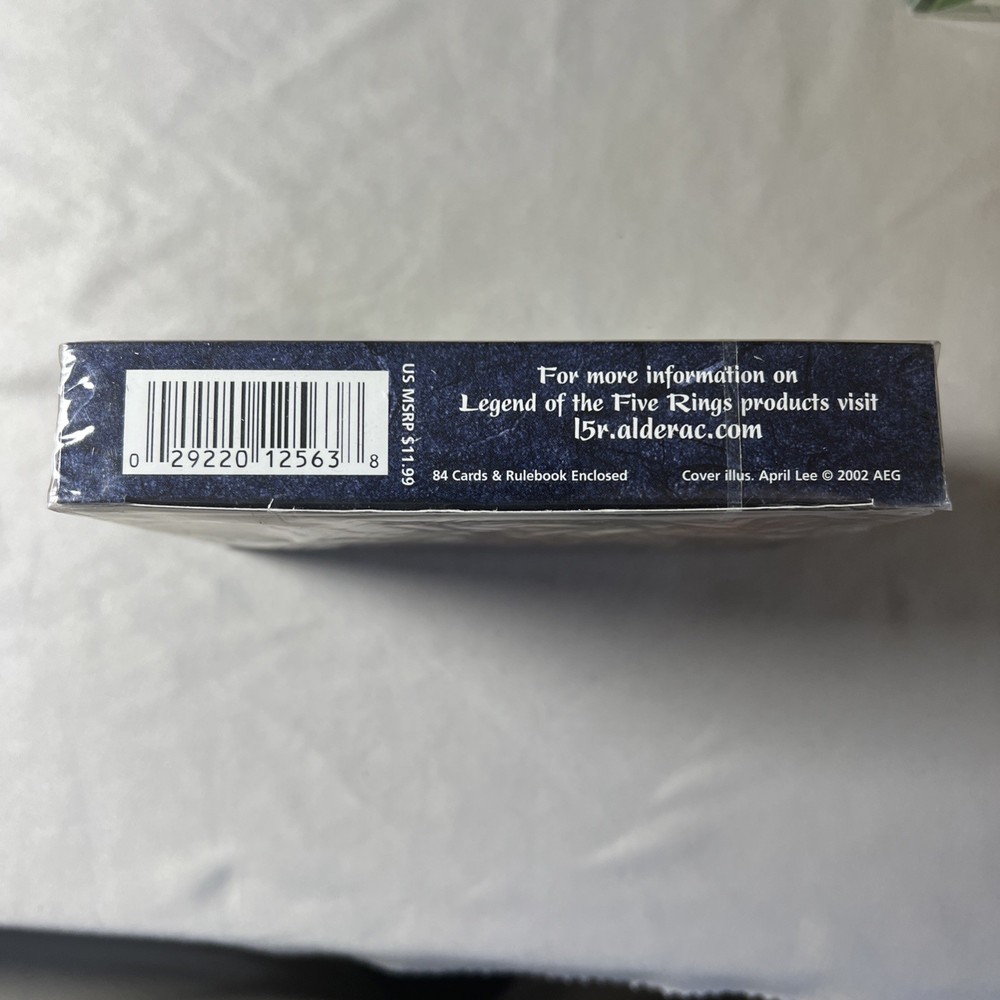 0 29220 12563 8
US MSRP $11.99
For more information on
Legend of the Five Rings products visit
l5r.alderac.com
84 Cards & Rulebook Enclosed
Cover illus. April Lee © 2002 AEG